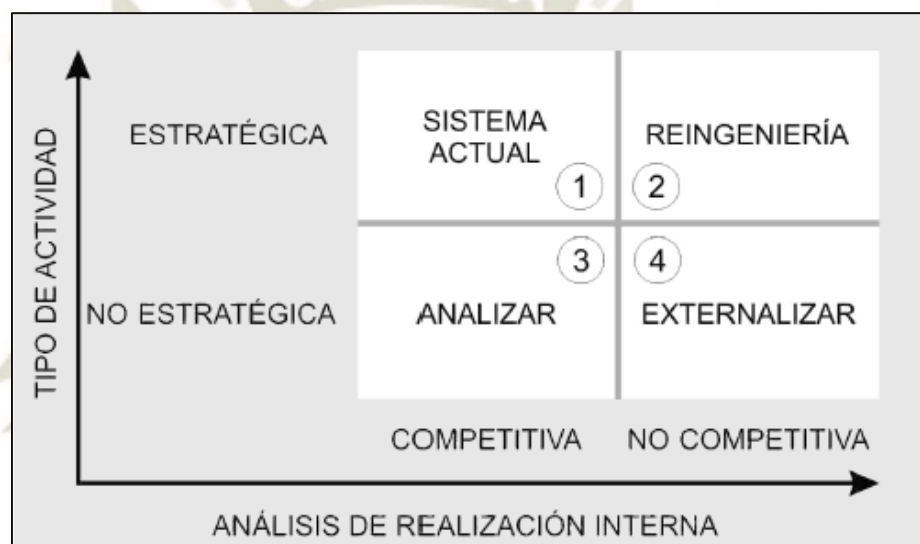 TIPO DE ACTIVIDAD
ESTRATÉGICA
SISTEMA
ACTUAL
REINGENIERÍA
1
2
NO ESTRATÉGICA
3
4
ANALIZAR
EXTERNALIZAR
COMPETITIVA
NO COMPETITIVA
ANÁLISIS DE REALIZACIÓN INTERNA